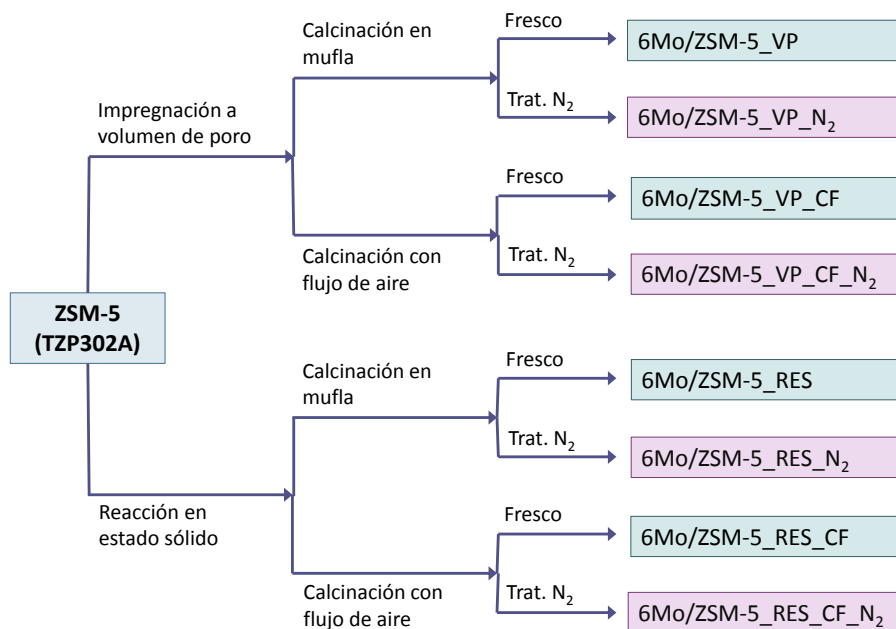 Calcinación en
mufla
Fresco
6Mo/ZSM-5_VP
Trat. N₂
6Mo/ZSM-5_VP_N₂
Impregnación a
volumen de poro
Fresco
6Mo/ZSM-5_VP_CF
Calcinación con
flujo de aire
Trat. N₂
6Mo/ZSM-5_VP_CF_N₂
ZSM-5
(TZP302A)
Calcinación en
mufla
Fresco
6Mo/ZSM-5_RES
Trat. N₂
6Mo/ZSM-5_RES_N₂
Reacción en
estado sólido
Fresco
6Mo/ZSM-5_RES_CF
Calcinación con
flujo de aire
Trat. N₂
6Mo/ZSM-5_RES_CF_N₂